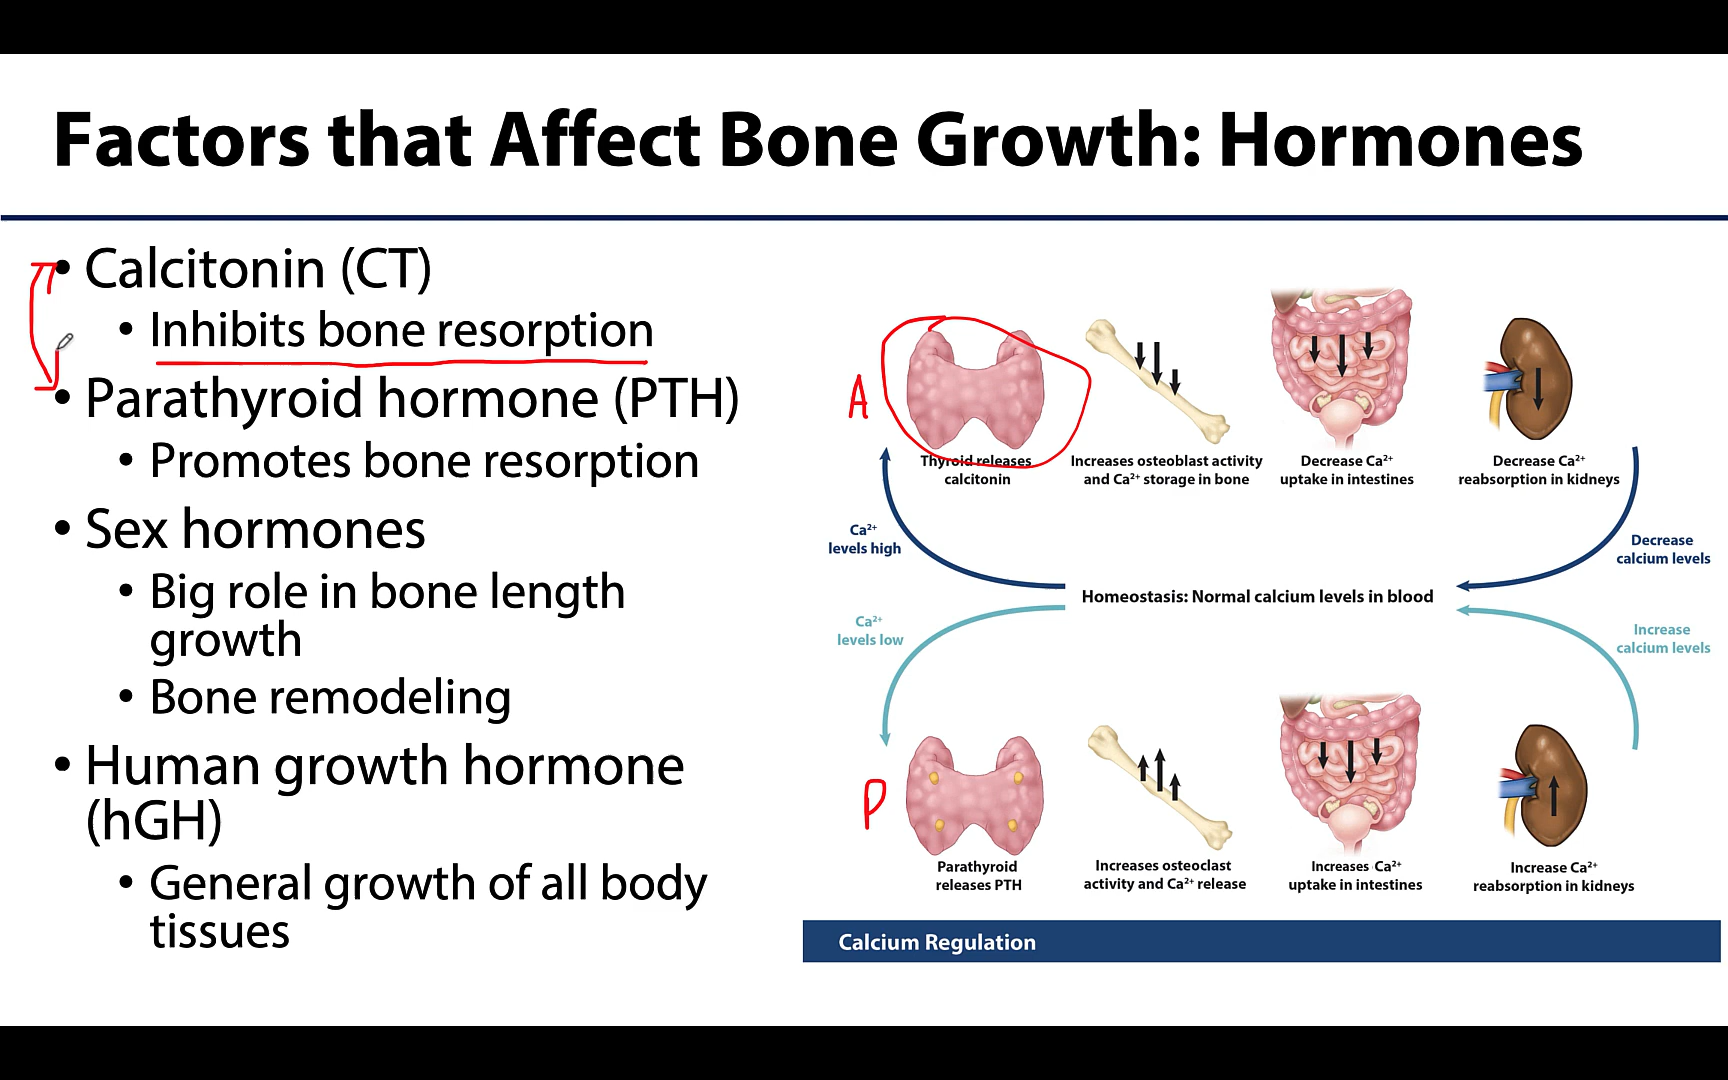 Factors that Affect Bone Growth: Hormones
• Calcitonin (CT)
• Inhibits bone resorption
• Parathyroid hormone (PTH)
• Promotes bone resorption
• Sex hormones
• Big role in bone length
growth
• Bone remodeling
• Human growth hormone
(hGH)
• General growth of all body
tissues
A
Thyroid releases
calcitonin
Increases osteoblast activity
and Ca²⁺ storage in bone
Decrease Ca²⁺
uptake in intestines
Decrease Ca²⁺
reabsorption in kidneys
Ca²⁺
levels high
Decrease
calcium levels
Homeostasis: Normal calcium levels in blood
Ca²⁺
levels low
Increase
calcium levels
P
Parathyroid
releases PTH
Increases osteoclast
activity and Ca²⁺ release
Increases Ca²⁺
uptake in intestines
Increase Ca²⁺
reabsorption in kidneys
Calcium Regulation